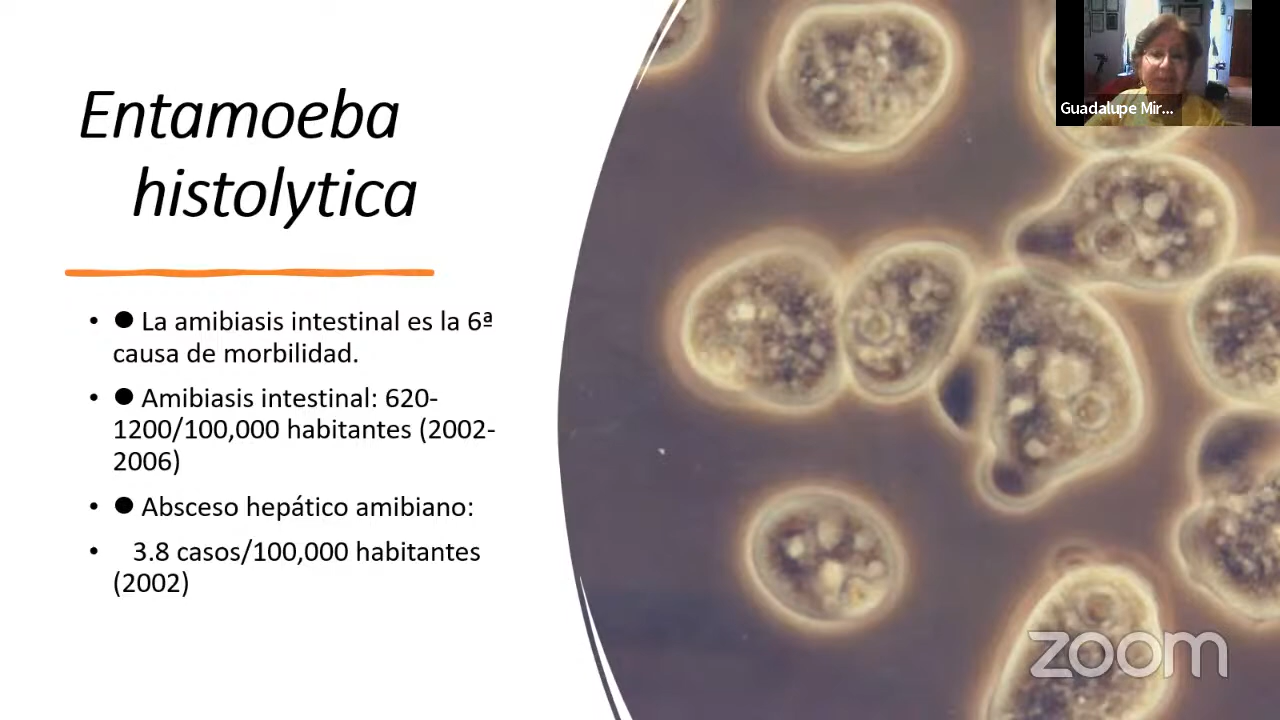 Entamoeba
histolytica
• ● La amibiasis intestinal es la 6ª
causa de morbilidad.
• ● Amibiasis intestinal: 620-
1200/100,000 habitantes (2002-
2006)
• ● Absceso hepático amibiano:
• 3.8 casos/100,000 habitantes
(2002)
Guadalupe Mir...
zoom